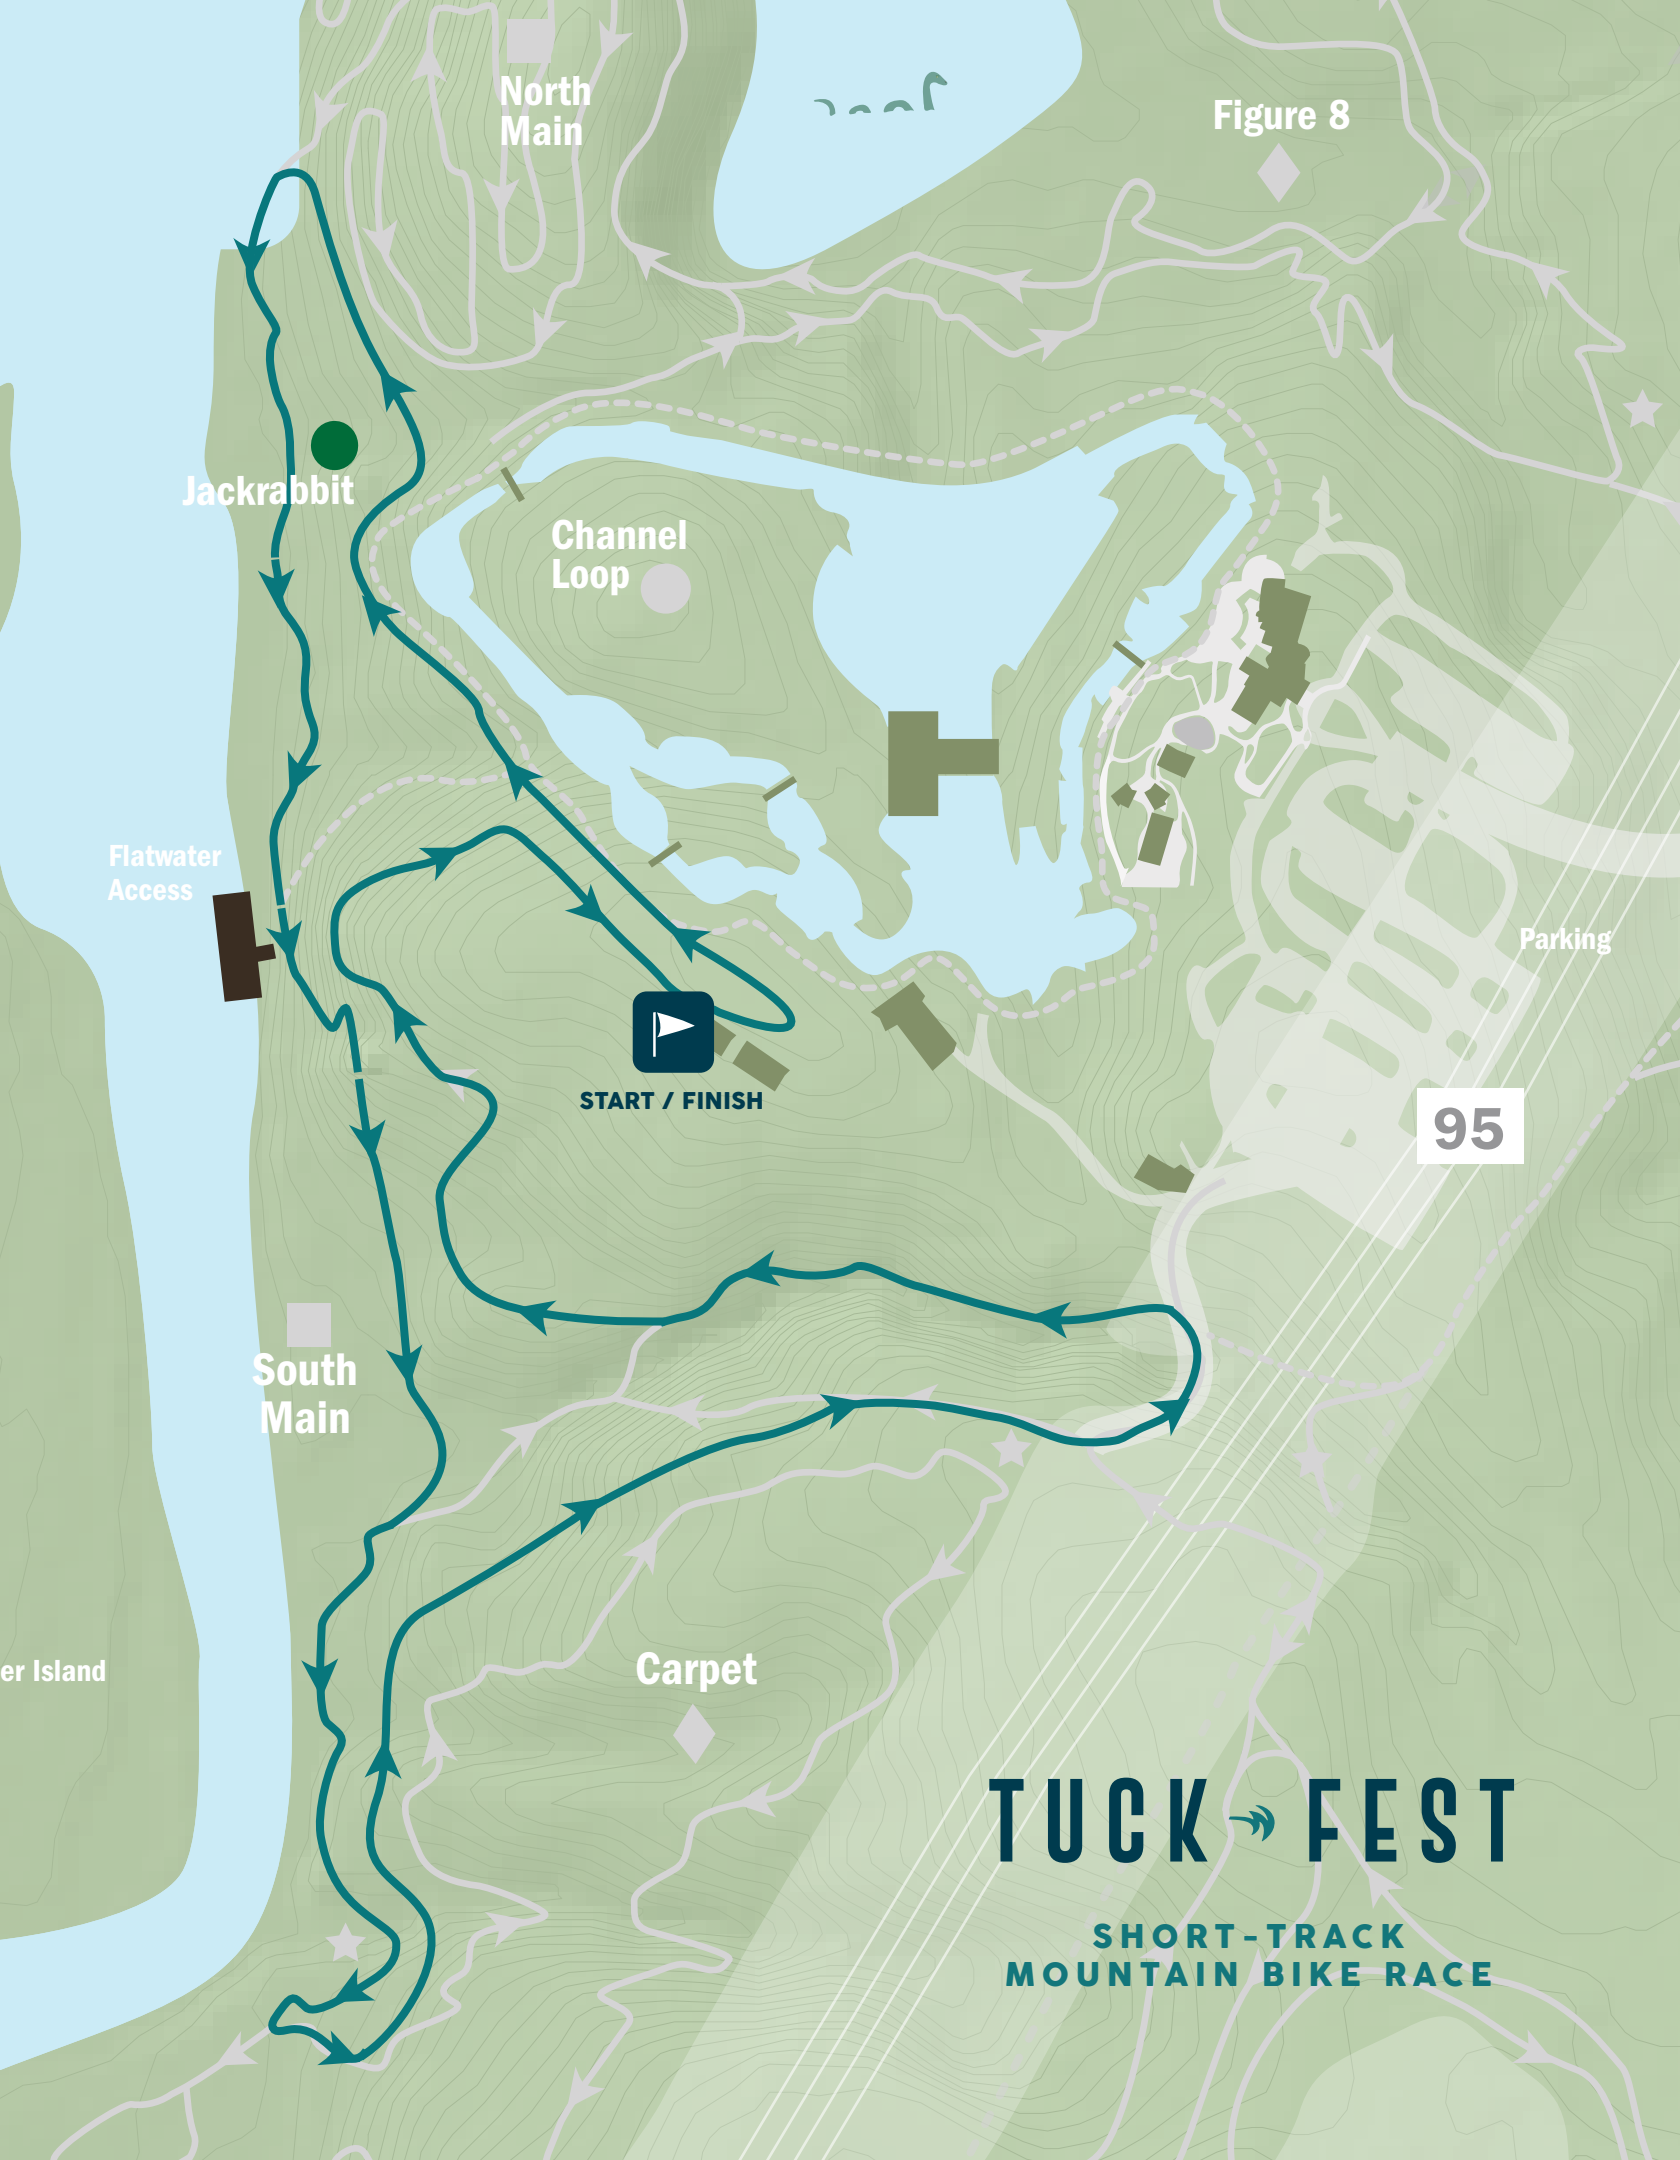 North
Main
Figure 8
Jackrabbit
Channel
Loop
Flatwater
Access
Parking
START / FINISH
95
South
Main
er Island
Carpet
TUCK FEST
SHORT-TRACK
MOUNTAIN BIKE RACE